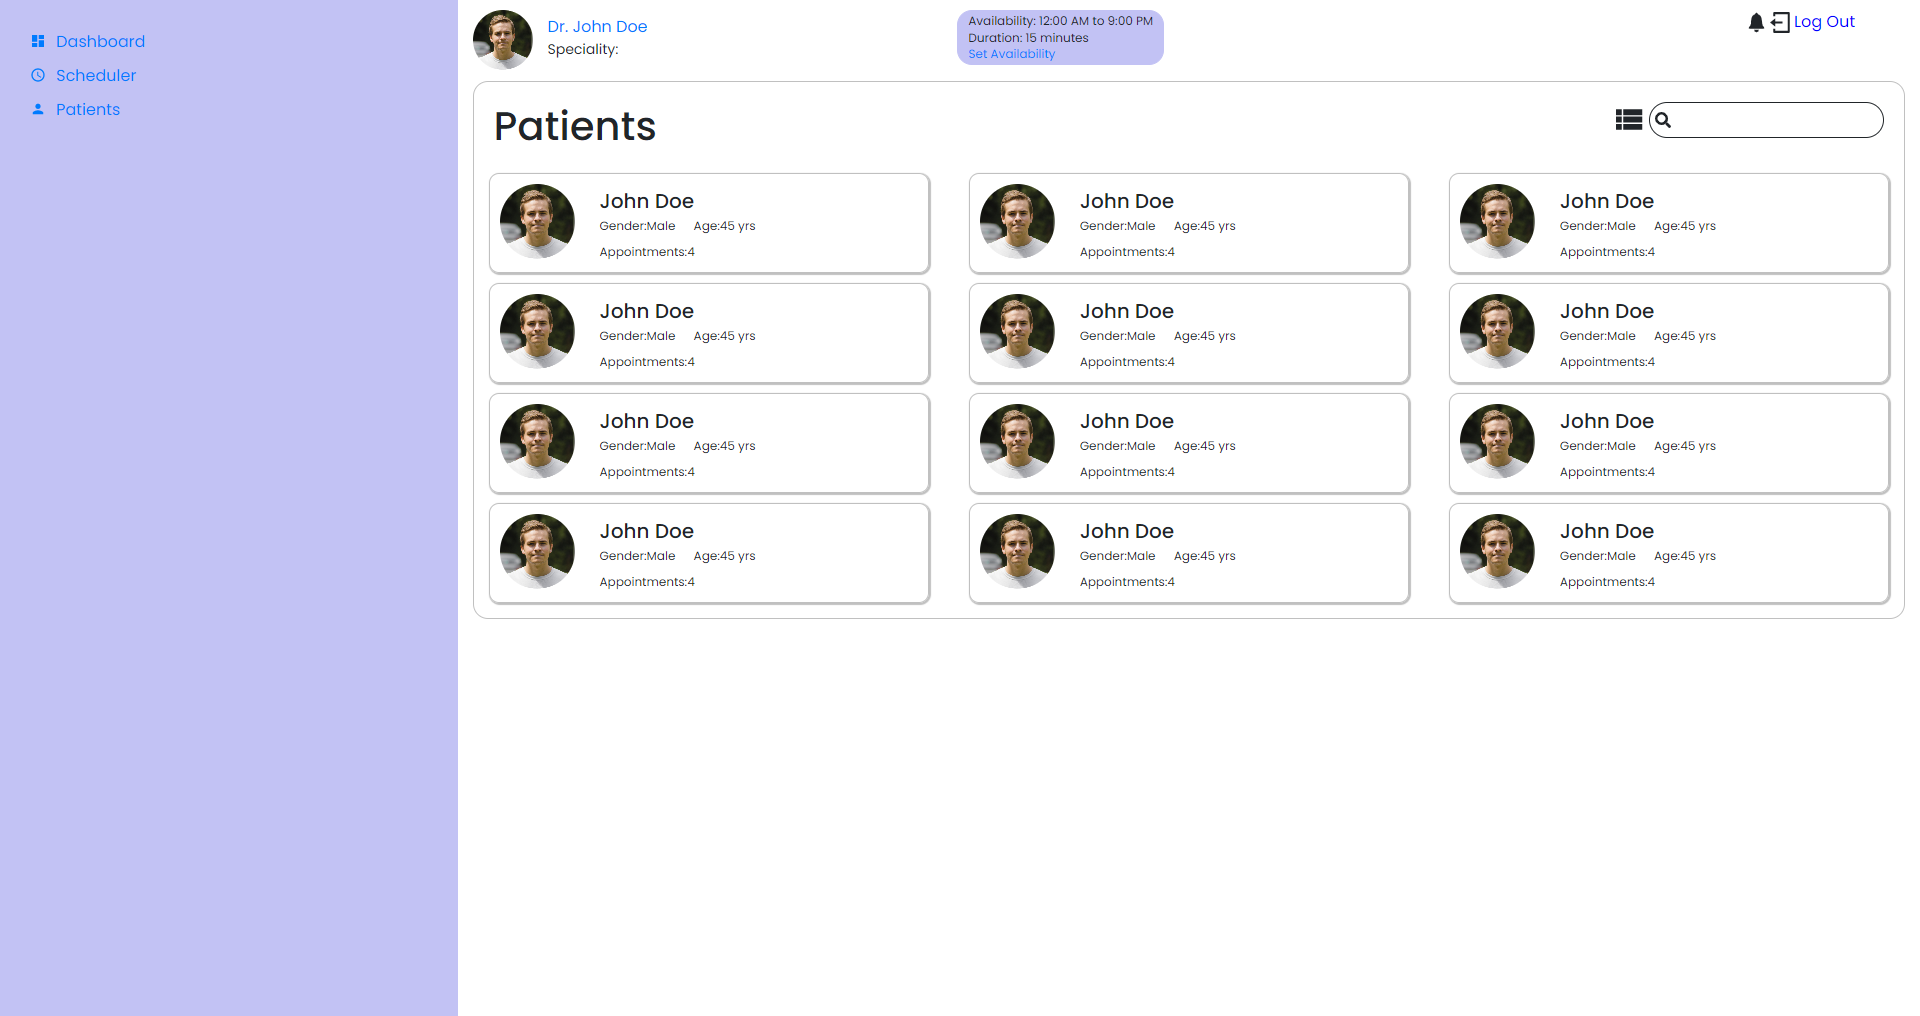 Dashboard
Scheduler
Patients
Dr. John Doe
Speciality:
Availability: 12:00 AM to 9:00 PM
Duration: 15 minutes
Set Availability
Log Out
Patients
John Doe
Gender:Male Age:45 yrs
Appointments:4
John Doe
Gender:Male Age:45 yrs
Appointments:4
John Doe
Gender:Male Age:45 yrs
Appointments:4
John Doe
Gender:Male Age:45 yrs
Appointments:4
John Doe
Gender:Male Age:45 yrs
Appointments:4
John Doe
Gender:Male Age:45 yrs
Appointments:4
John Doe
Gender:Male Age:45 yrs
Appointments:4
John Doe
Gender:Male Age:45 yrs
Appointments:4
John Doe
Gender:Male Age:45 yrs
Appointments:4
John Doe
Gender:Male Age:45 yrs
Appointments:4
John Doe
Gender:Male Age:45 yrs
Appointments:4
John Doe
Gender:Male Age:45 yrs
Appointments:4